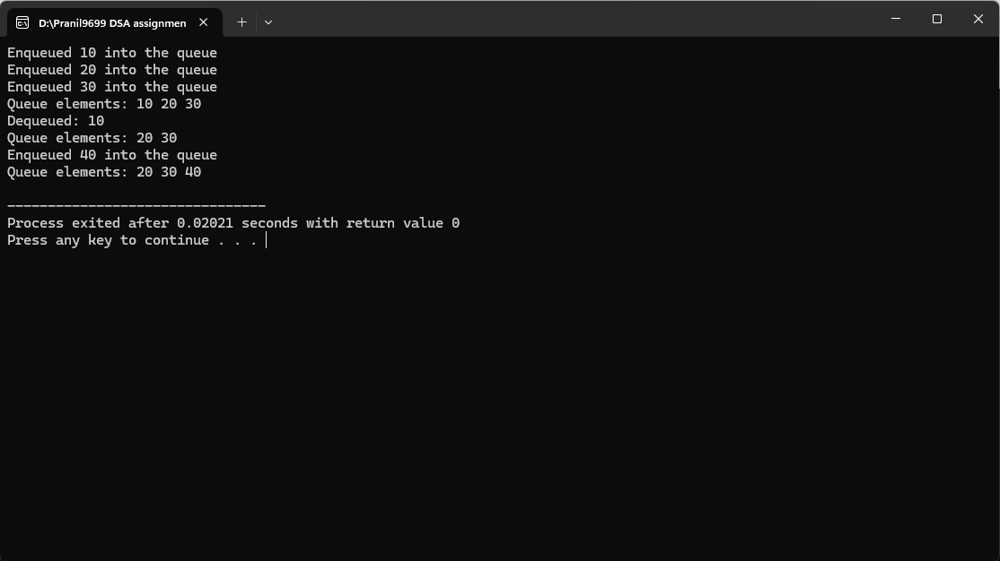 D:\Pranil9699 DSA assignmen
Enqueued 10 into the queue
Enqueued 20 into the queue
Enqueued 30 into the queue
Queue elements: 10 20 30
Dequeued: 10
Queue elements: 20 30
Enqueued 40 into the queue
Queue elements: 20 30 40
--------------------------------
Process exited after 0.02021 seconds with return value 0
Press any key to continue . . .